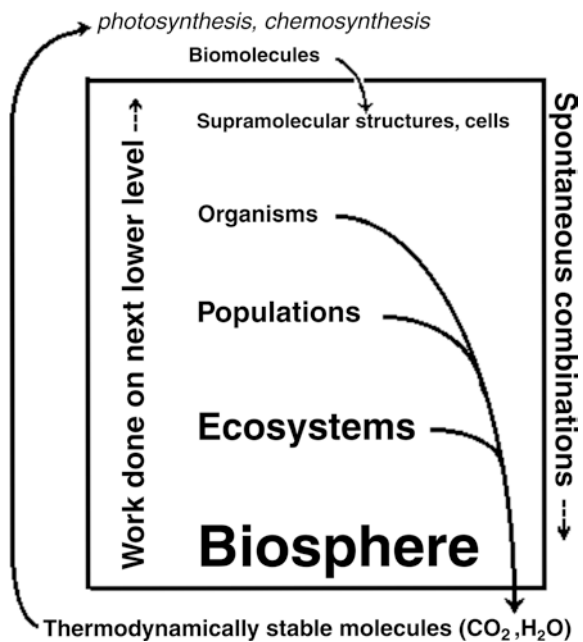 photosynthesis, chemosynthesis
Biomolecules
Supramolecular structures, cells
Organisms
Populations
Ecosystems
Biosphere
Work done on next lower level
Spontaneous combinations
Thermodynamically stable molecules (CO₂ ,H₂O)